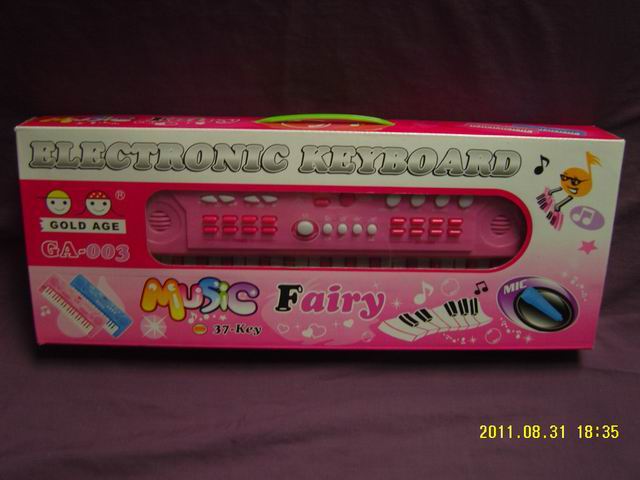 ELECTRONIC KEYBOARD
®
GOLD AGE
GA-003
Music Fairy
37-Key
MIC
2011.08.31 18:35